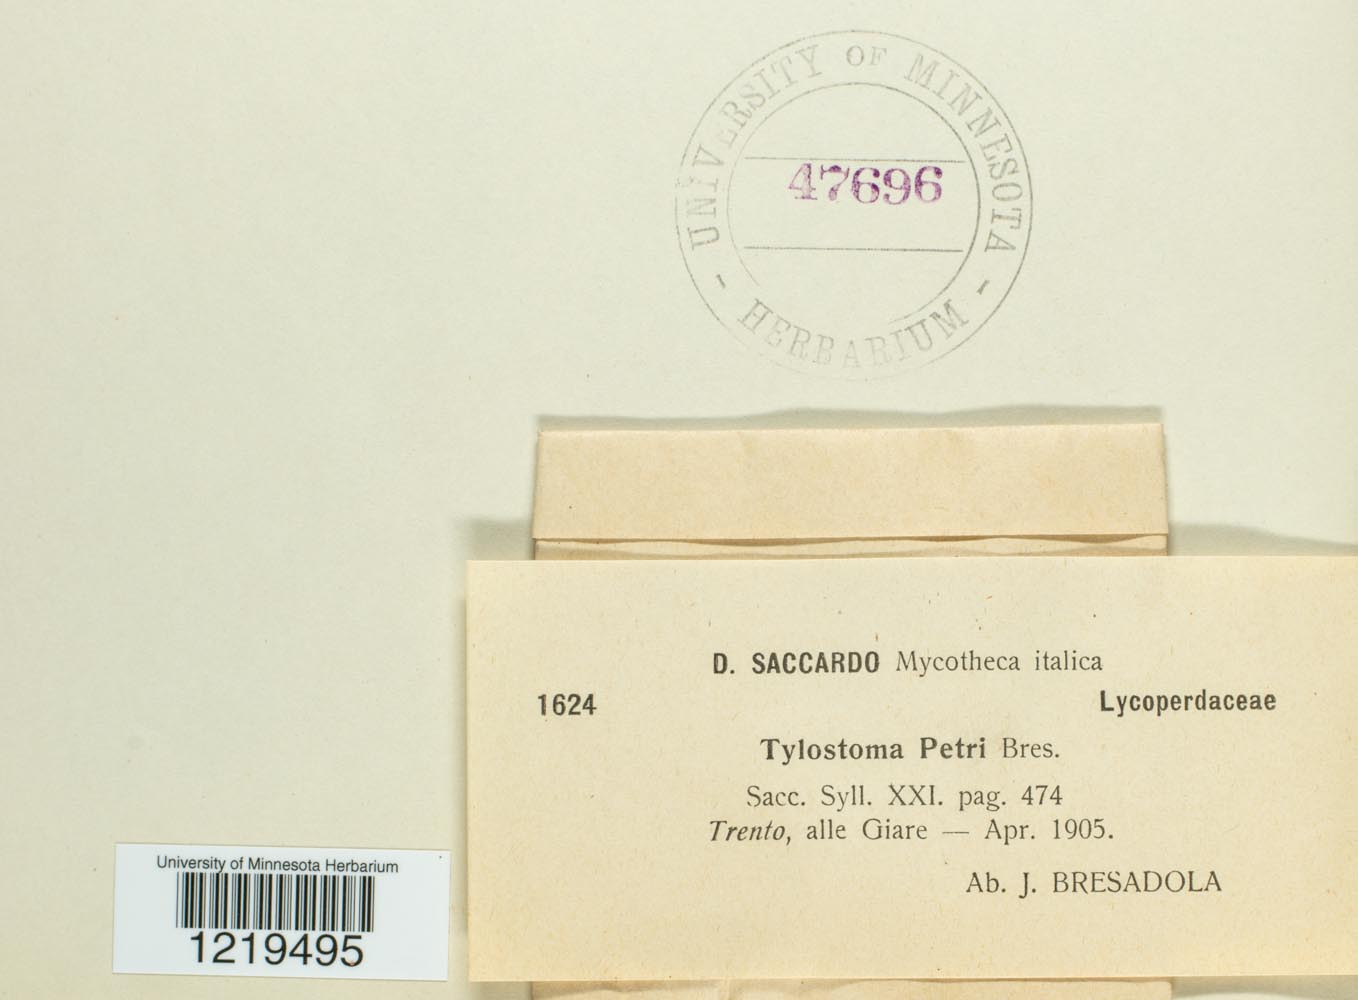 UNIVERSITY OF MINNESOTA
47696
- HERBARIUM -
D. SACCARDO Mycotheca italica
1624 Lycoperdaceae
Tylostoma Petri Bres.
Sacc. Syll. XXI. pag. 474
Trento, alle Giare — Apr. 1905.
Ab. J. BRESADOLA
University of Minnesota Herbarium
1219495